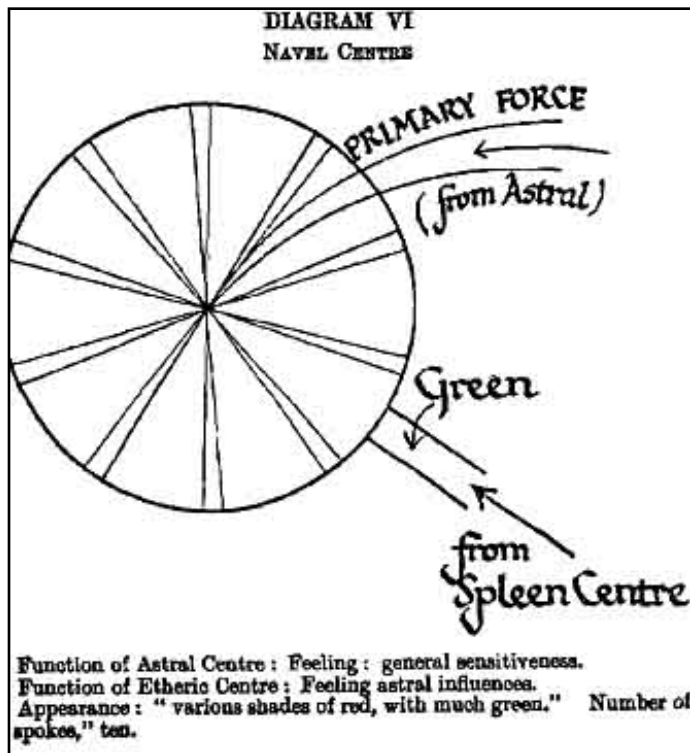 DIAGRAM VI
NAVEL CENTRE
PRIMARY FORCE
(from Astral)
Green
from
Spleen Centre
Function of Astral Centre : Feeling : general sensitiveness.
Function of Etheric Centre : Feeling astral influences.
Appearance : " various shades of red, with much green." Number of
spokes," ten.